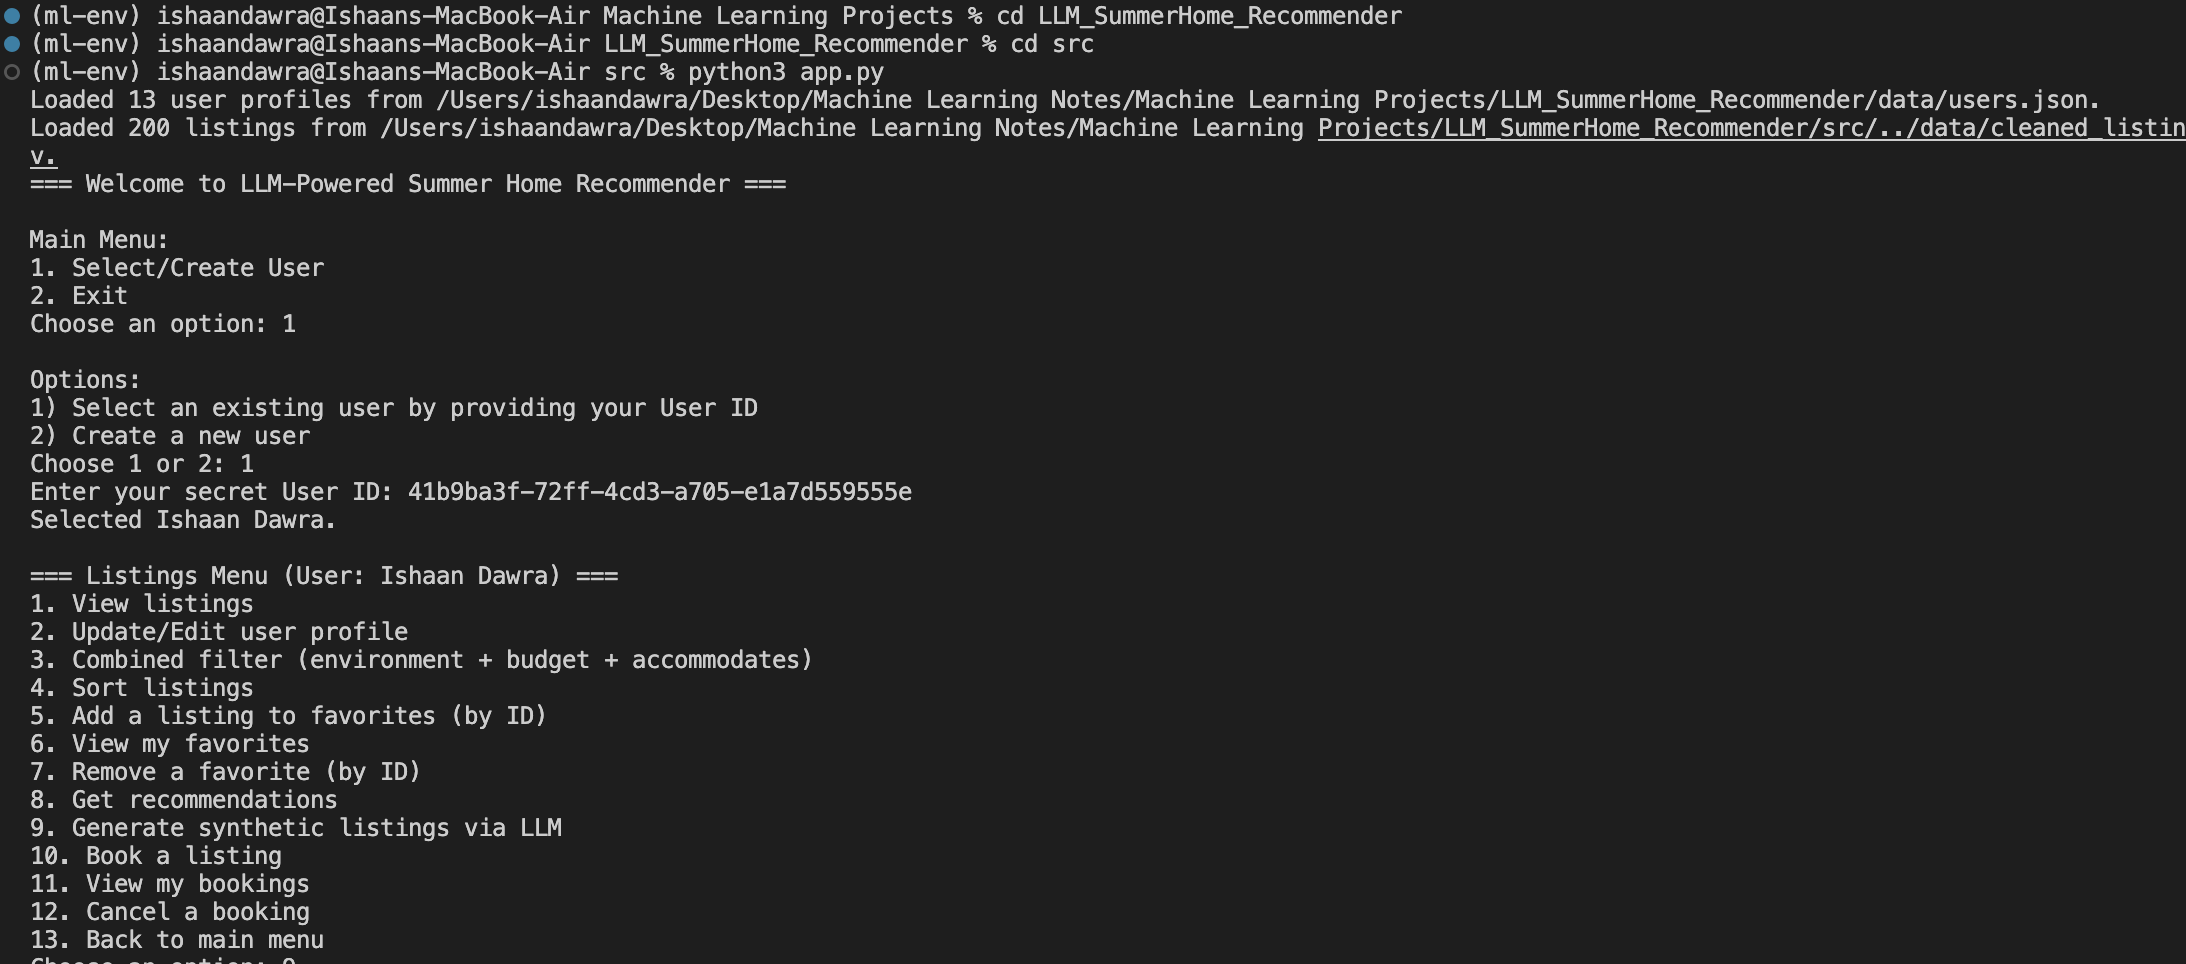 (ml-env) ishaandawra@Ishaans-MacBook-Air Machine Learning Projects % cd LLM_SummerHome_Recommender
(ml-env) ishaandawra@Ishaans-MacBook-Air LLM_SummerHome_Recommender % cd src
(ml-env) ishaandawra@Ishaans-MacBook-Air src % python3 app.py
Loaded 13 user profiles from /Users/ishaandawra/Desktop/Machine Learning Notes/Machine Learning Projects/LLM_SummerHome_Recommender/data/users.json.
Loaded 200 listings from /Users/ishaandawra/Desktop/Machine Learning Notes/Machine Learning Projects/LLM_SummerHome_Recommender/src/../data/cleaned_listin
v.
=== Welcome to LLM-Powered Summer Home Recommender ===
Main Menu:
1. Select/Create User
2. Exit
Choose an option: 1
Options:
1) Select an existing user by providing your User ID
2) Create a new user
Choose 1 or 2: 1
Enter your secret User ID: 41b9ba3f-72ff-4cd3-a705-e1a7d559555e
Selected Ishaan Dawra.
=== Listings Menu (User: Ishaan Dawra) ===
1. View listings
2. Update/Edit user profile
3. Combined filter (environment + budget + accommodates)
4. Sort listings
5. Add a listing to favorites (by ID)
6. View my favorites
7. Remove a favorite (by ID)
8. Get recommendations
9. Generate synthetic listings via LLM
10. Book a listing
11. View my bookings
12. Cancel a booking
13. Back to main menu
Choose an option: